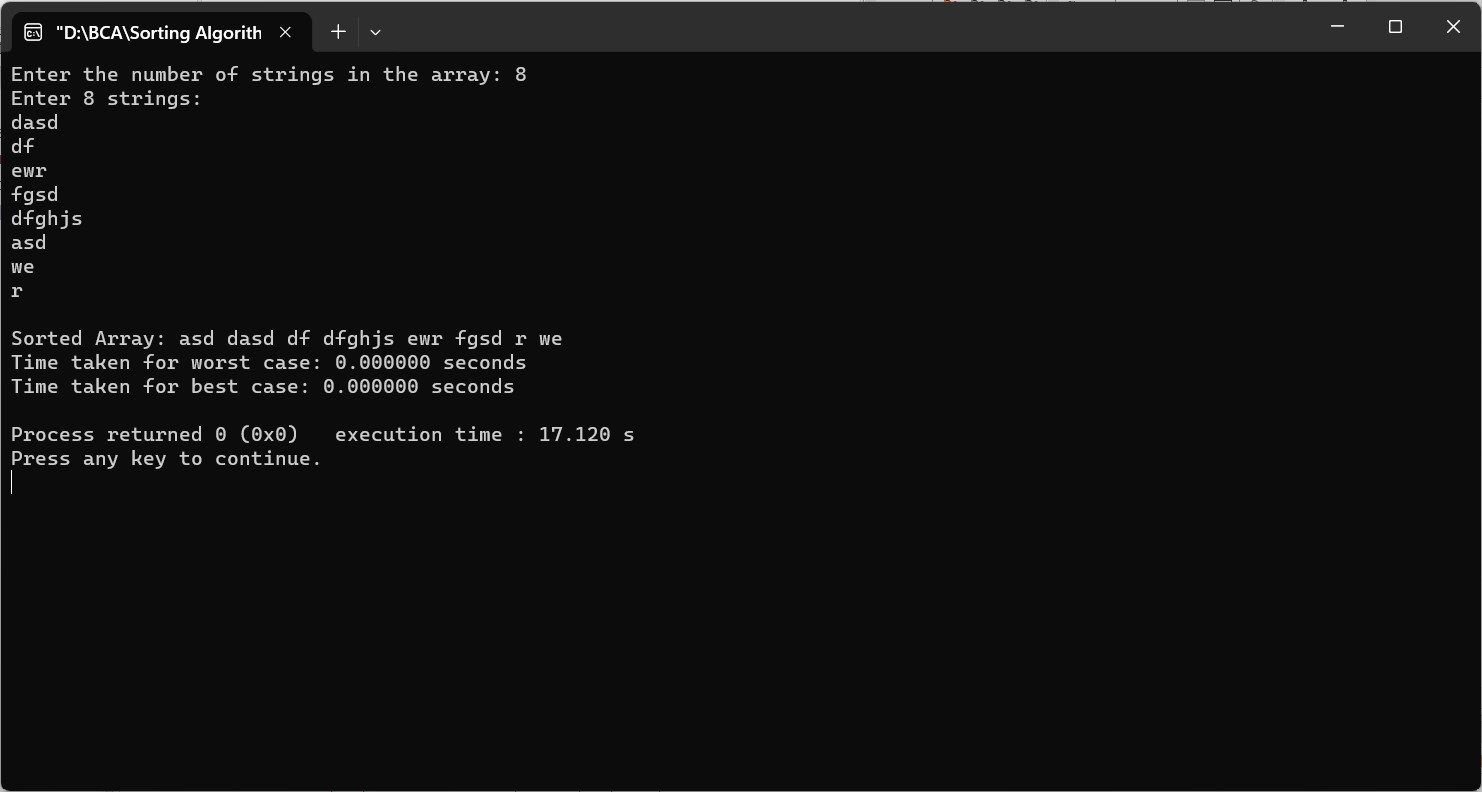 "D:\BCA\Sorting Algorith
Enter the number of strings in the array: 8
Enter 8 strings:
dasd
df
ewr
fgsd
dfghjs
asd
we
r
Sorted Array: asd dasd df dfghjs ewr fgsd r we
Time taken for worst case: 0.000000 seconds
Time taken for best case: 0.000000 seconds
Process returned 0 (0x0)   execution time : 17.120 s
Press any key to continue.